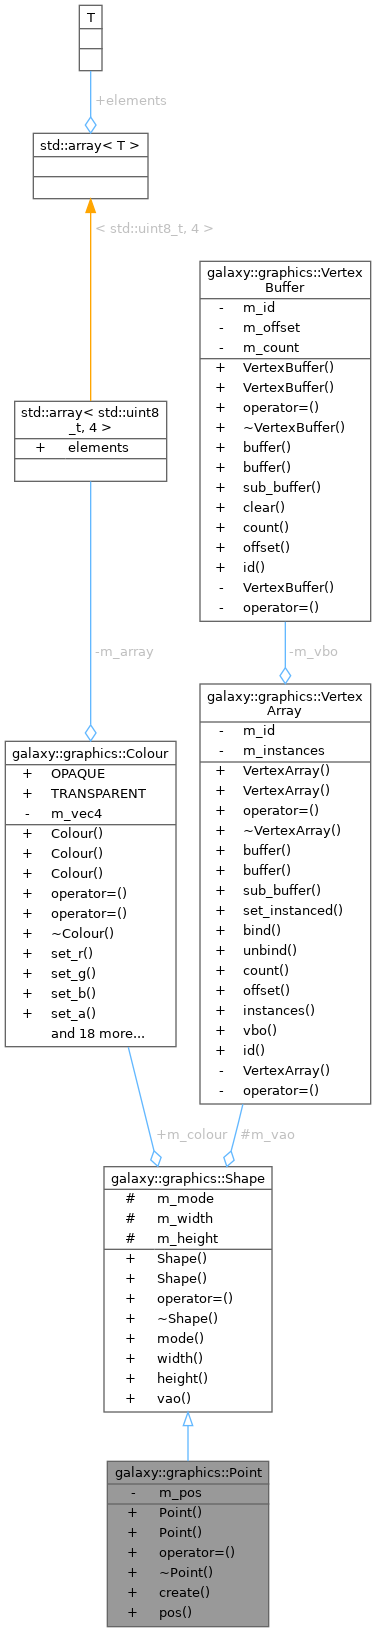 T
+elements
std::array< T >
< std::uint8_t, 4 >
std::array< std::uint8
_t, 4 >
+ elements
-m_array
galaxy::graphics::Colour
+ OPAQUE
+ TRANSPARENT
- m_vec4
+ Colour()
+ Colour()
+ Colour()
+ operator=()
+ operator=()
+ ~Colour()
+ set_r()
+ set_g()
+ set_b()
+ set_a()
and 18 more...
+m_colour
galaxy::graphics::Vertex
Buffer
- m_id
- m_offset
- m_count
+ VertexBuffer()
+ VertexBuffer()
+ operator=()
+ ~VertexBuffer()
+ buffer()
+ buffer()
+ sub_buffer()
+ clear()
+ count()
+ offset()
+ id()
- VertexBuffer()
- operator=()
-m_vbo
galaxy::graphics::Vertex
Array
- m_id
- m_instances
+ VertexArray()
+ VertexArray()
+ operator=()
+ ~VertexArray()
+ buffer()
+ buffer()
+ sub_buffer()
+ set_instanced()
+ bind()
+ unbind()
+ count()
+ offset()
+ instances()
+ vbo()
+ id()
- VertexArray()
- operator=()
#m_vao
galaxy::graphics::Shape
# m_mode
# m_width
# m_height
+ Shape()
+ Shape()
+ operator=()
+ ~Shape()
+ mode()
+ width()
+ height()
+ vao()
galaxy::graphics::Point
- m_pos
+ Point()
+ Point()
+ operator=()
+ ~Point()
+ create()
+ pos()